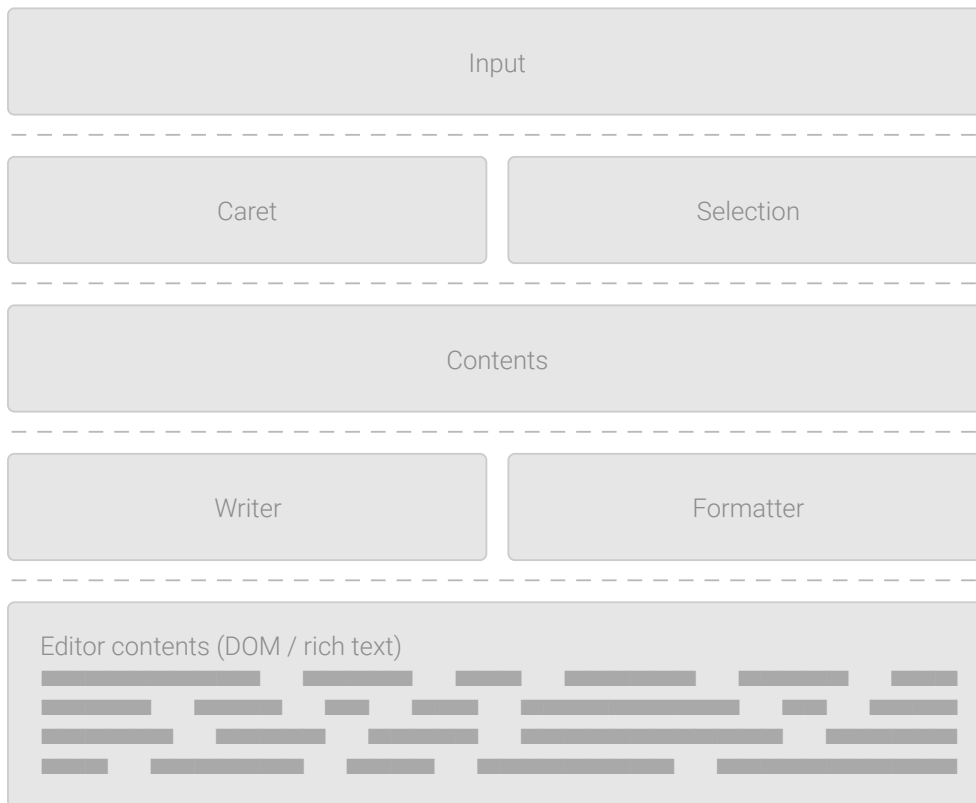 Input
Caret
Selection
Contents
Writer
Formatter
Editor contents (DOM / rich text)